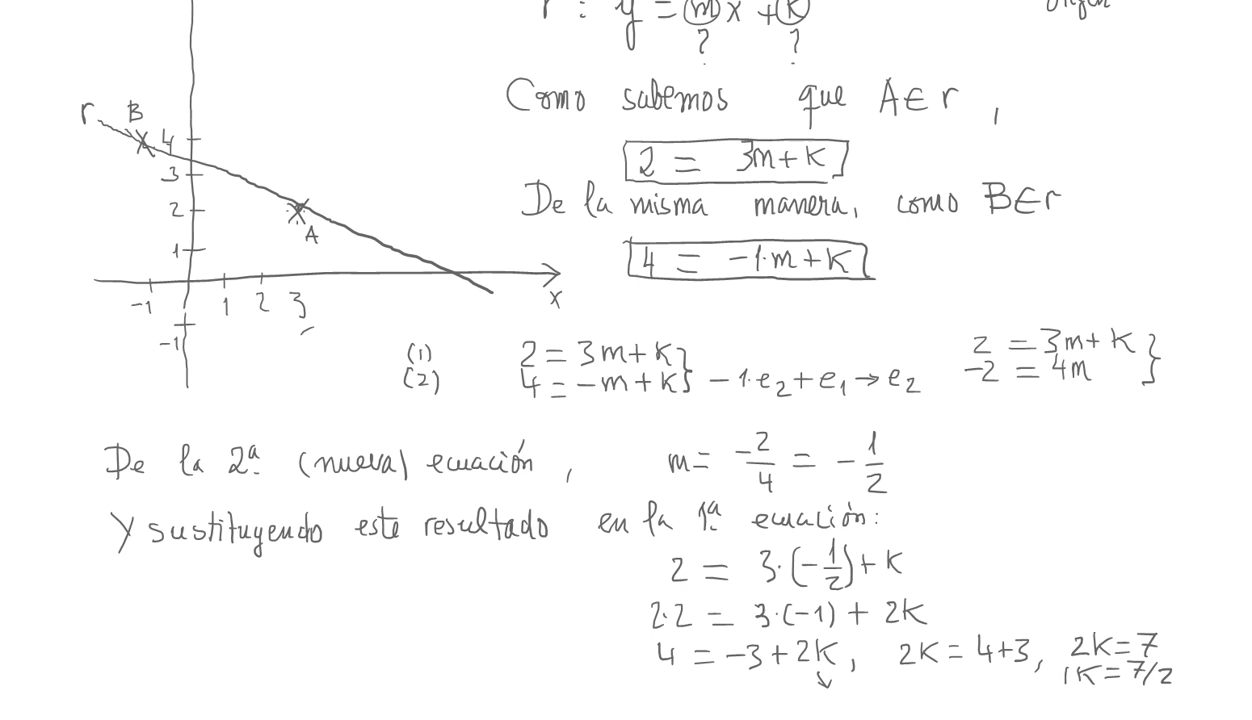 r : y = m x + k
? ?
r B
4
3
2
A
1
-1 1 2 3
x
-1
Como sabemos que A∈r,
2 = 3m+k
De la misma manera, como B∈r
4 = -1·m+k
(1) 2 = 3m+k}
(2) 4 = -m+k} -1·e₂+e₁→e₂
2 = 3m+k}
-2 = 4m
De la 2ª (nueva) ecuación, m= -2/4 = -1/2
Y sustituyendo este resultado en la 1ª ecuación:
2 = 3·(-1/2)+k
2·2 = 3·(-1) + 2k
4 = -3+2k, 2k = 4+3, 2k=7
1k=7/2